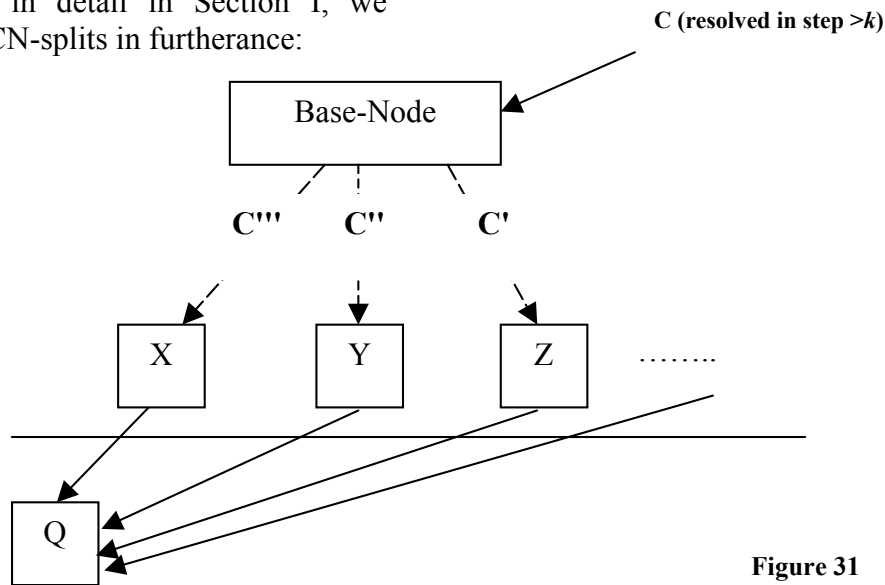 in detail in Section I, we
C (resolved in step >k)
CN-splits in furtherance:
Base-Node
C''' C'' C'
X Y Z ........
Q
Figure 31